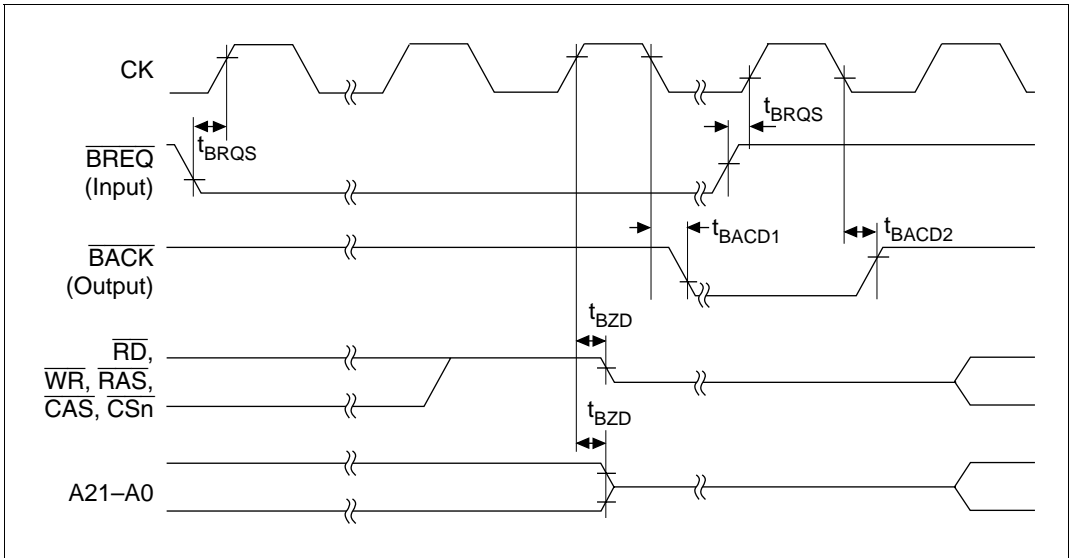 CK
tBRQS
tBRQS
BREQ
(Input)
BACK
(Output)
tBACD1
tBACD2
tBZD
RD,
WR, RAS,
CAS, CSn
tBZD
A21–A0